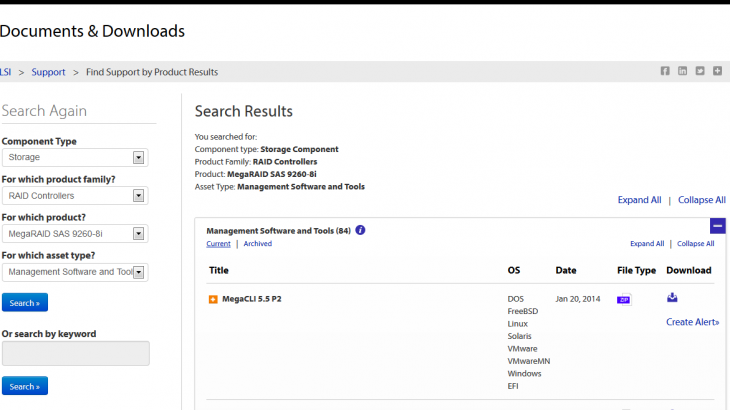 Documents & Downloads
LSI > Support > Find Support by Product Results
Search Again
Component Type
Storage
For which product family?
RAID Controllers
For which product?
MegaRAID SAS 9260-8i
For which asset type?
Management Software and Tool
Search »
Or search by keyword
Search »
Search Results
You searched for:
Component type: Storage Component
Product Family: RAID Controllers
Product: MegaRAID SAS 9260-8i
Asset Type: Management Software and Tools
Expand All | Collapse All
Management Software and Tools (84)
Current | Archived
Expand All | Collapse All
Title OS Date File Type Download
MegaCLI 5.5 P2 DOS Jan 20, 2014 ZIP
FreeBSD
Linux Create Alert»
Solaris
VMware
VMwareMN
Windows
EFI